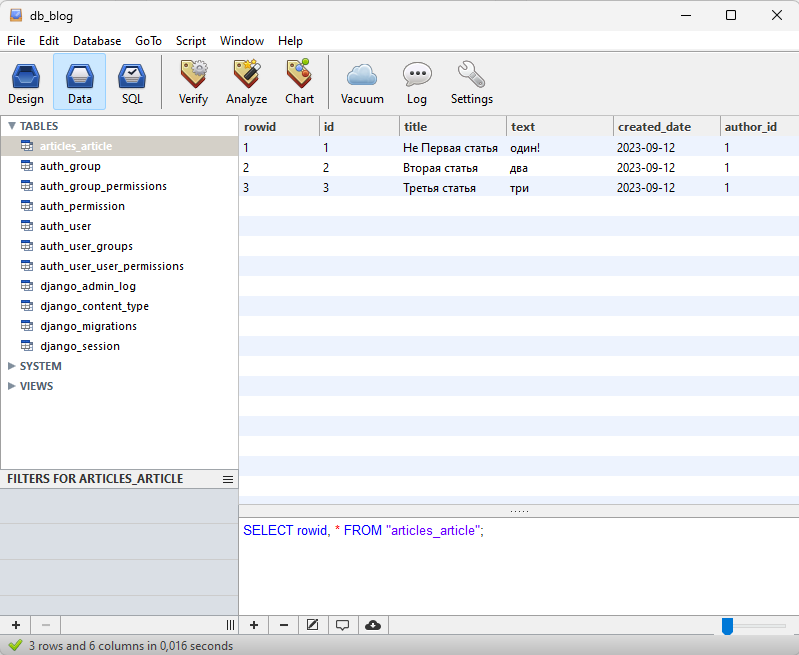 db_blog
File Edit Database GoTo Script Window Help
Design Data SQL Verify Analyze Chart Vacuum Log Settings
TABLES
articles_article
auth_group
auth_group_permissions
auth_permission
auth_user
auth_user_groups
auth_user_user_permissions
django_admin_log
django_content_type
django_migrations
django_session
SYSTEM
VIEWS
FILTERS FOR ARTICLES_ARTICLE
rowid id title text created_date author_id
1 1 Не Первая статья один! 2023-09-12 1
2 2 Вторая статья два 2023-09-12 1
3 3 Третья статья три 2023-09-12 1
SELECT rowid, * FROM "articles_article";
3 rows and 6 columns in 0,016 seconds